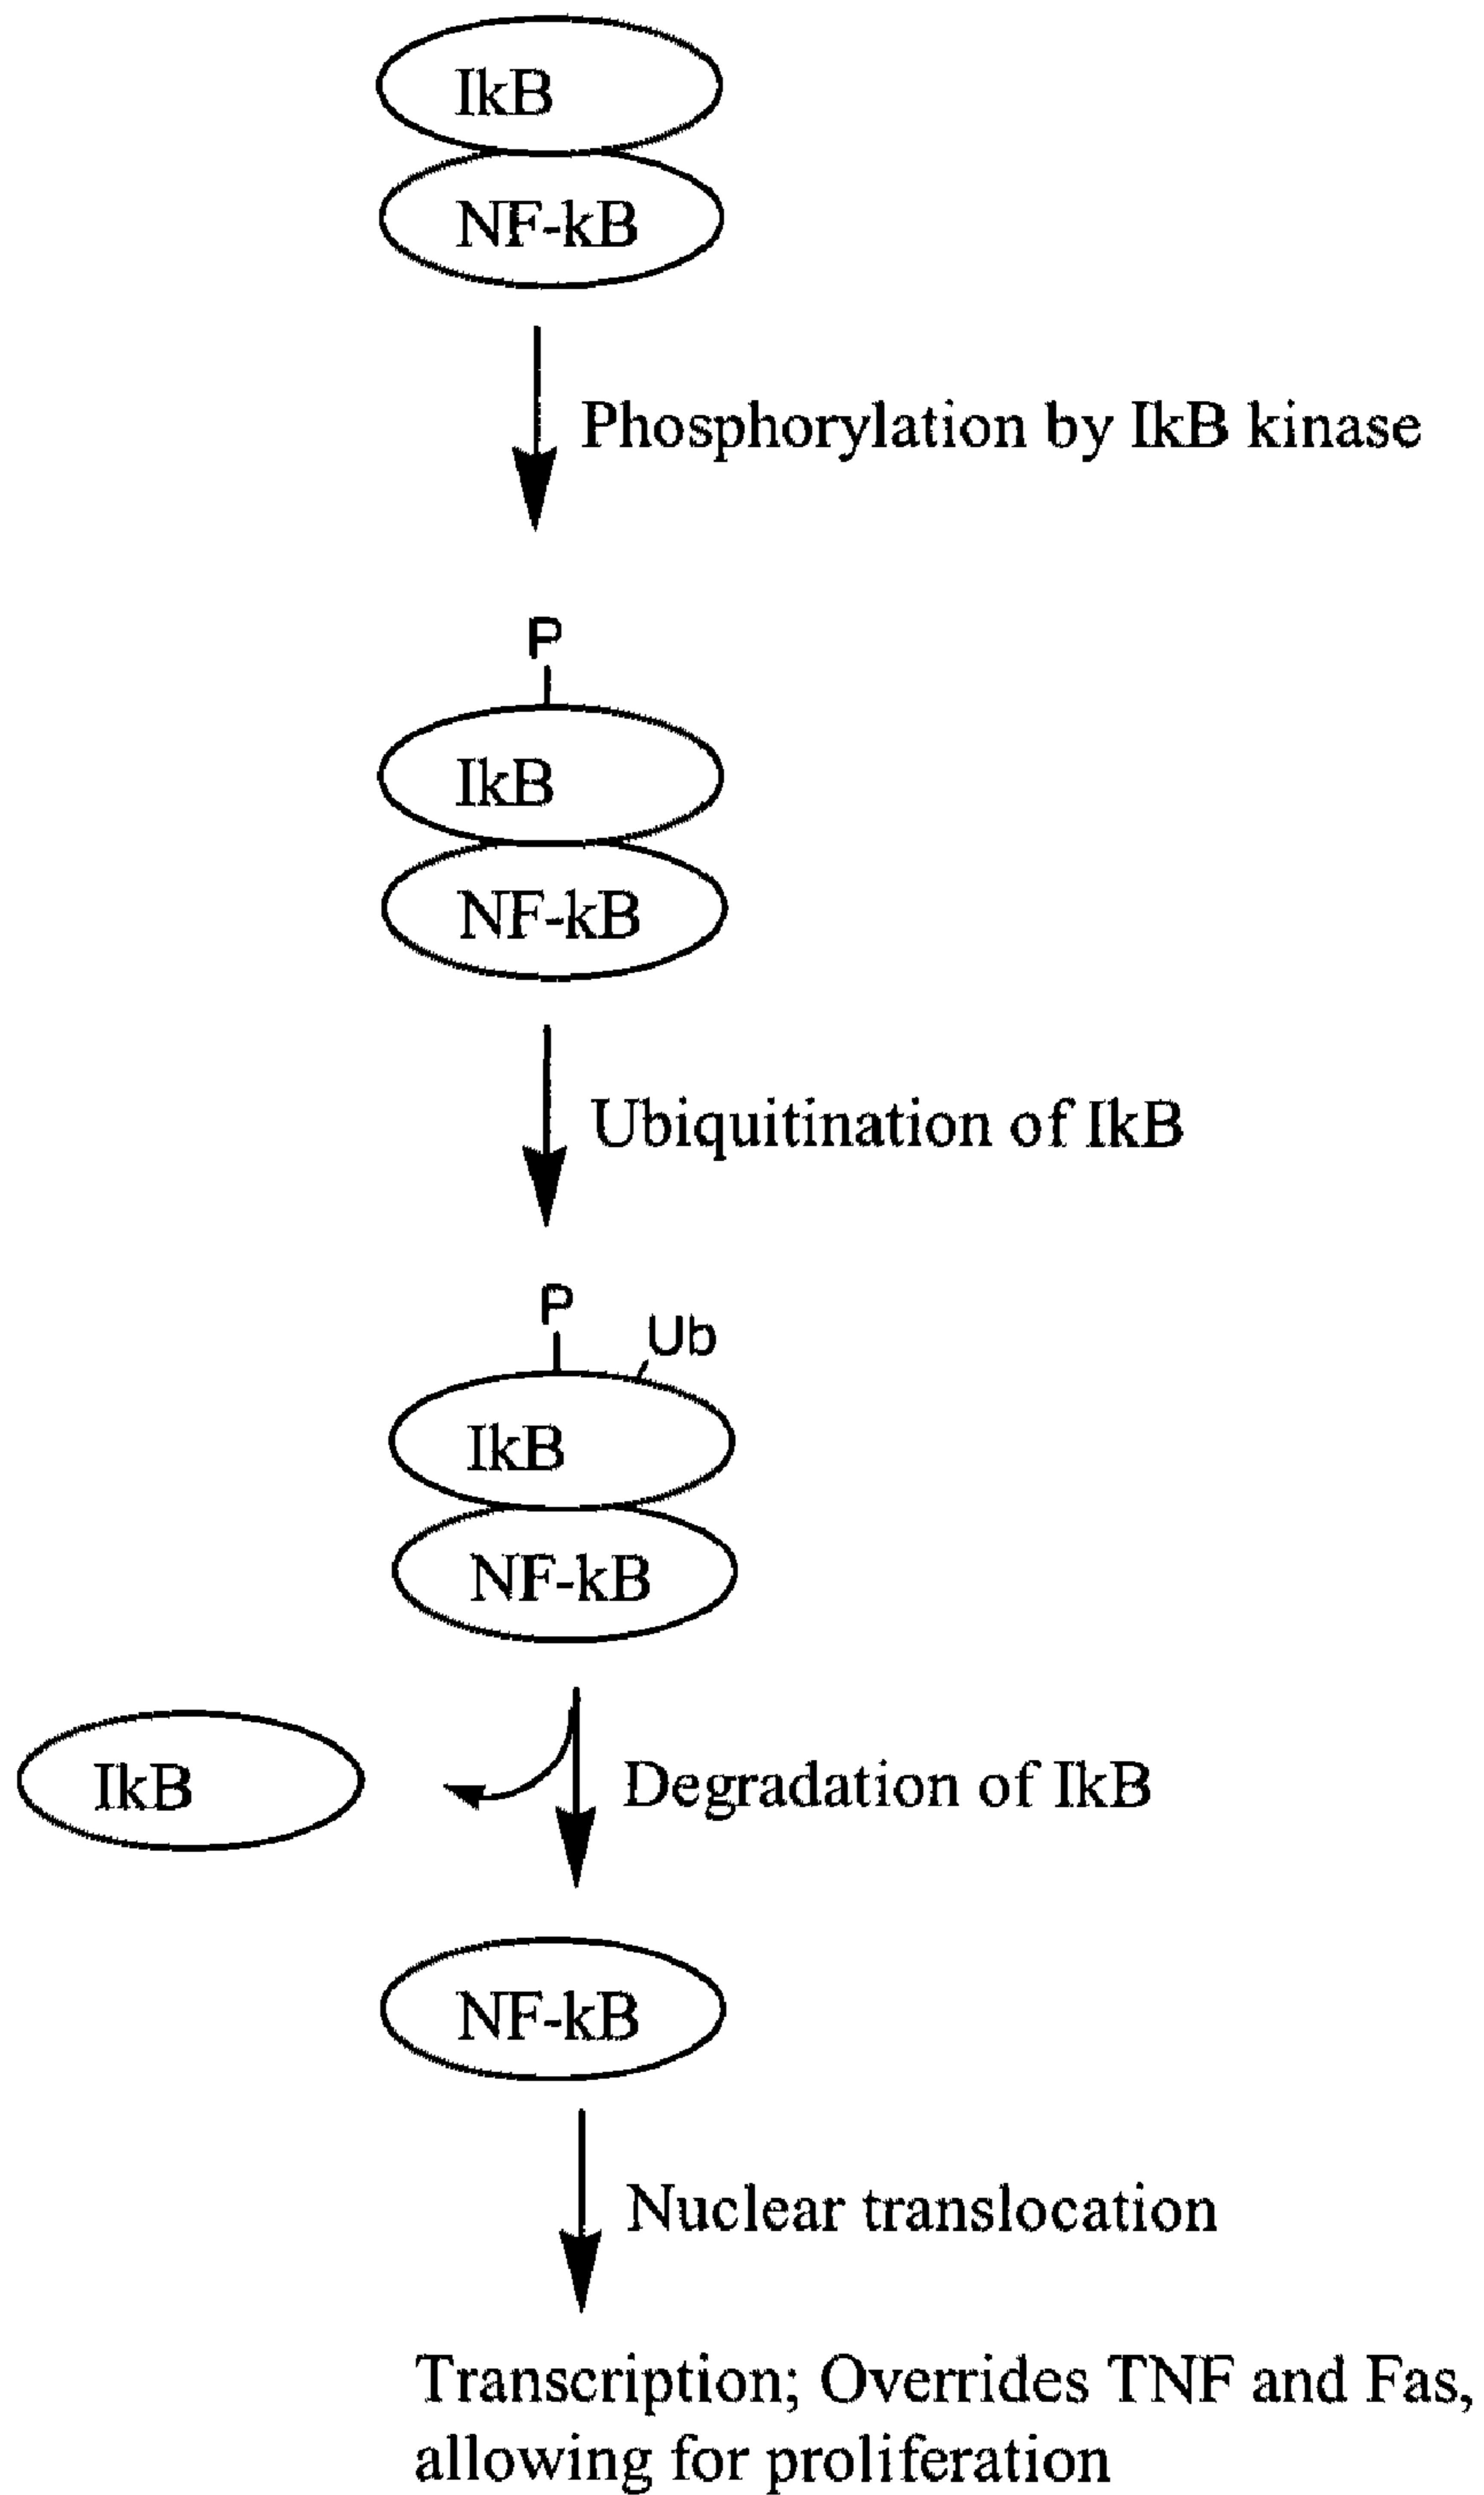 IkB
NF-kB
Phosphorylation by IkB kinase
P
IkB
NF-kB
Ubiquitination of IkB
P
Ub
IkB
NF-kB
IkB
Degradation of IkB
NF-kB
Nuclear translocation
Transcription; Overrides TNF and Fas,
allowing for proliferation